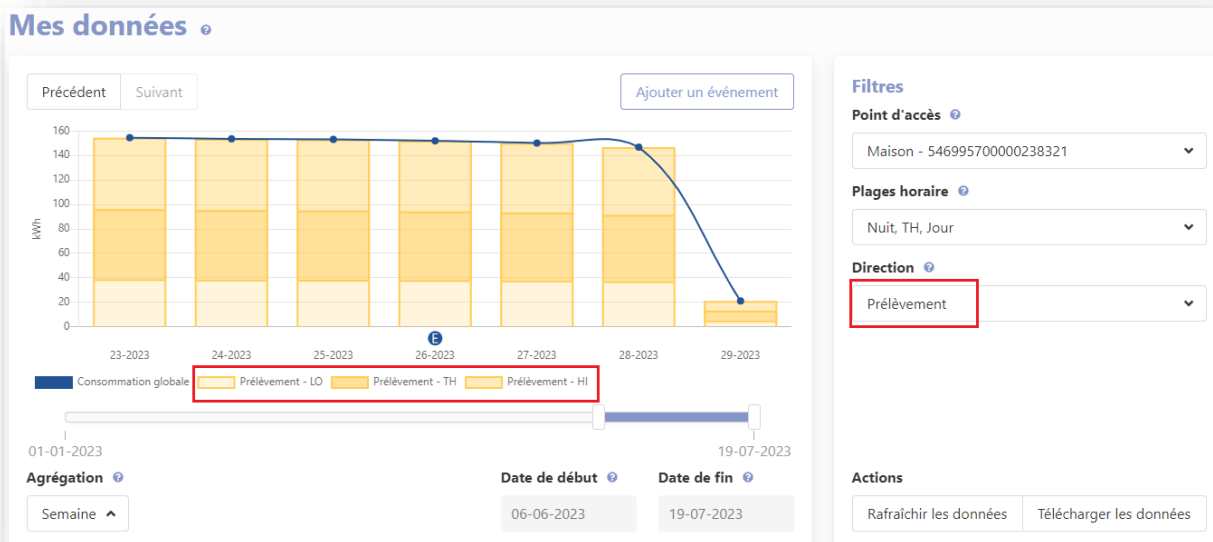 Mes données ?
Précédent Suivant Ajouter un événement
160
140
120
100
80
60
40
20
0
kWh
E
23-2023 24-2023 25-2023 26-2023 27-2023 28-2023 29-2023
Consommation globale Prélèvement - LO Prélèvement - TH Prélèvement - HI
01-01-2023 19-07-2023
Agrégation ? Date de début ? Date de fin ?
Semaine 06-06-2023 19-07-2023
Filtres
Point d'accès ?
Maison - 546995700000238321
Plages horaire ?
Nuit, TH, Jour
Direction ?
Prélèvement
Actions
Rafraîchir les données Télécharger les données